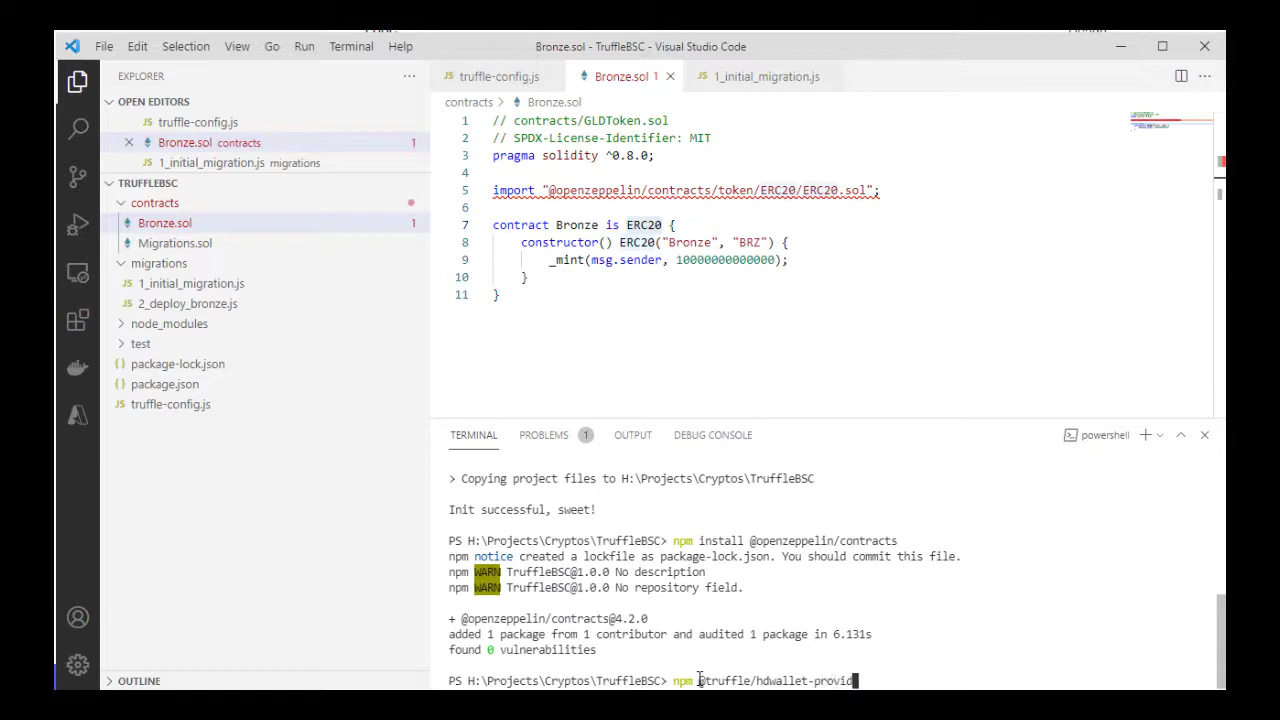 File Edit Selection View Go Run Terminal Help Bronze.sol - TruffleBSC - Visual Studio Code
EXPLORER
OPEN EDITORS
truffle-config.js
Bronze.sol contracts 1
1_initial_migration.js migrations
TRUFFLEBSC
contracts
Bronze.sol 1
Migrations.sol
migrations
1_initial_migration.js
2_deploy_bronze.js
node_modules
test
package-lock.json
package.json
truffle-config.js
OUTLINE
truffle-config.js Bronze.sol 1 1_initial_migration.js
contracts > Bronze.sol
1 // contracts/GLDToken.sol
2 // SPDX-License-Identifier: MIT
3 pragma solidity ^0.8.0;
4
5 import "@openzeppelin/contracts/token/ERC20/ERC20.sol";
6
7 contract Bronze is ERC20 {
8 constructor() ERC20("Bronze", "BRZ") {
9 _mint(msg.sender, 10000000000000);
10 }
11 }
TERMINAL PROBLEMS 1 OUTPUT DEBUG CONSOLE powershell
> Copying project files to H:\Projects\Cryptos\TruffleBSC
Init successful, sweet!
PS H:\Projects\Cryptos\TruffleBSC> npm install @openzeppelin/contracts
npm notice created a lockfile as package-lock.json. You should commit this file.
npm WARN TruffleBSC@1.0.0 No description
npm WARN TruffleBSC@1.0.0 No repository field.
+ @openzeppelin/contracts@4.2.0
added 1 package from 1 contributor and audited 1 package in 6.131s
found 0 vulnerabilities
PS H:\Projects\Cryptos\TruffleBSC> npm @truffle/hdwallet-provid